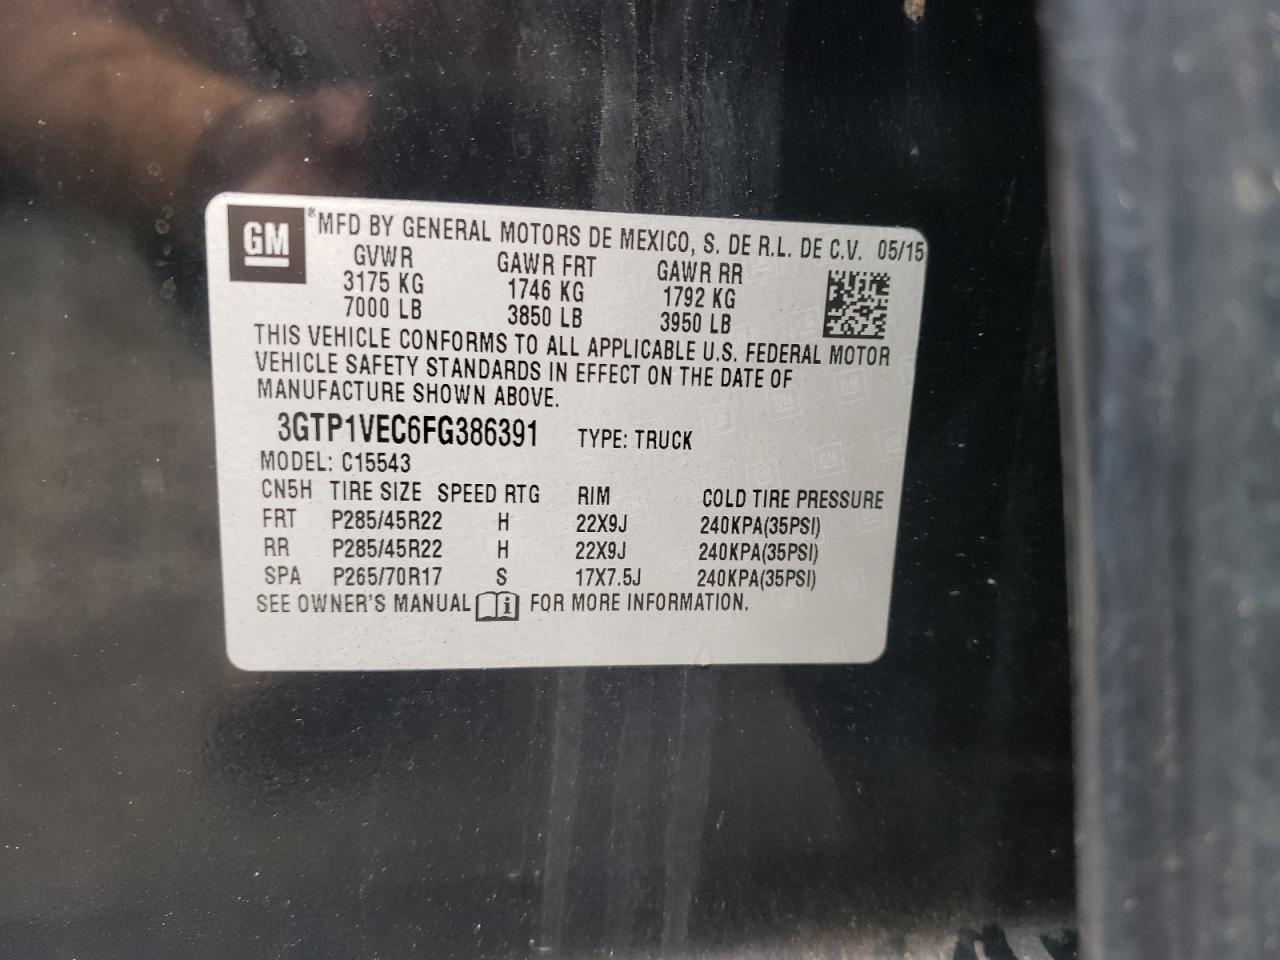 GM ® MFD BY GENERAL MOTORS DE MEXICO, S. DE R.L. DE C.V. 05/15
GVWR GAWR FRT GAWR RR
3175 KG 1746 KG 1792 KG
7000 LB 3850 LB 3950 LB
THIS VEHICLE CONFORMS TO ALL APPLICABLE U.S. FEDERAL MOTOR
VEHICLE SAFETY STANDARDS IN EFFECT ON THE DATE OF
MANUFACTURE SHOWN ABOVE.
3GTP1VEC6FG386391 TYPE: TRUCK
MODEL: C15543
CN5H TIRE SIZE SPEED RTG RIM COLD TIRE PRESSURE
FRT P285/45R22 H 22X9J 240KPA(35PSI)
RR P285/45R22 H 22X9J 240KPA(35PSI)
SPA P265/70R17 S 17X7.5J 240KPA(35PSI)
SEE OWNER'S MANUAL i FOR MORE INFORMATION.